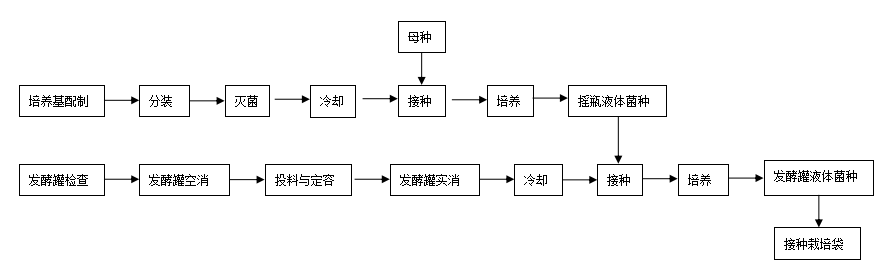 母种
培养基配制
分装
灭菌
冷却
接种
培养
摇瓶液体菌种
发酵罐检查
发酵罐空消
投料与定容
发酵罐实消
冷却
接种
培养
发酵罐液体菌种
接种栽培袋